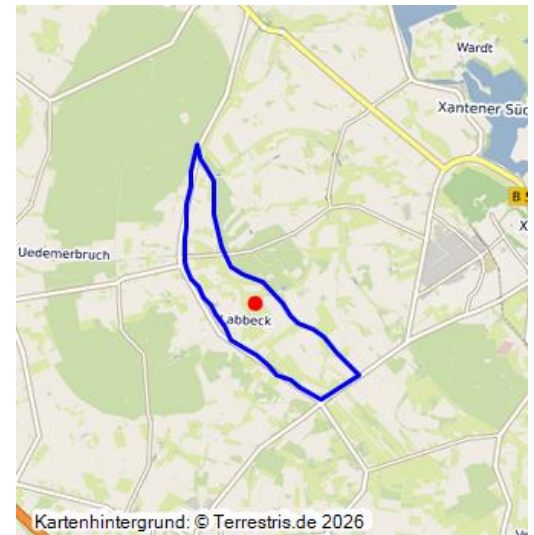 Wardt
Xantener Süd
B 5
X
Uedemerbruch
Labbeck
Kartenhintergrund: © Terrestris.de 2026